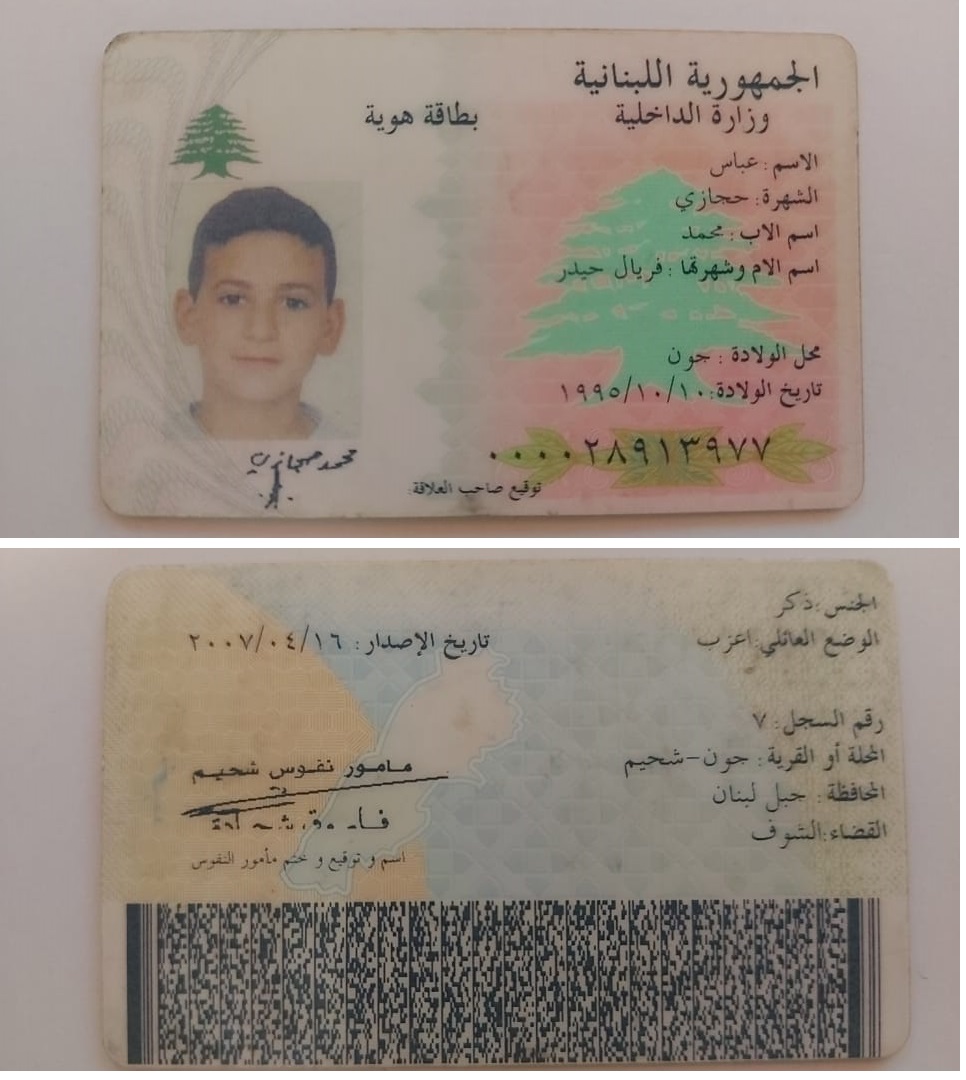 الجمهورية اللبنانية
وزارة الداخلية
بطاقة هوية
الاسم : عباس
الشهرة : حجازي
اسم الاب : محمد
اسم الام وشهرتها : فريال حيدر
محل الولادة : جون
تاريخ الولادة: ١٩٩٥/١٠/١٠
٠٠٠٠٢٨٩١٣٩٧٧
محمد حجازي
توقيع صاحب العلاقة
الجنس : ذكر
الوضع العائلي: اعزب
تاريخ الإصدار : ٢٠٠٧/٠٤/١٦
رقم السجل : ٧
المحلة أو القرية : جون-شحيم
المحافظة : جبل لبنان
القضاء: الشوف
مامور نفوس شحيم
فاروق شحادة
اسم و توقيع و ختم مأمور النفوس